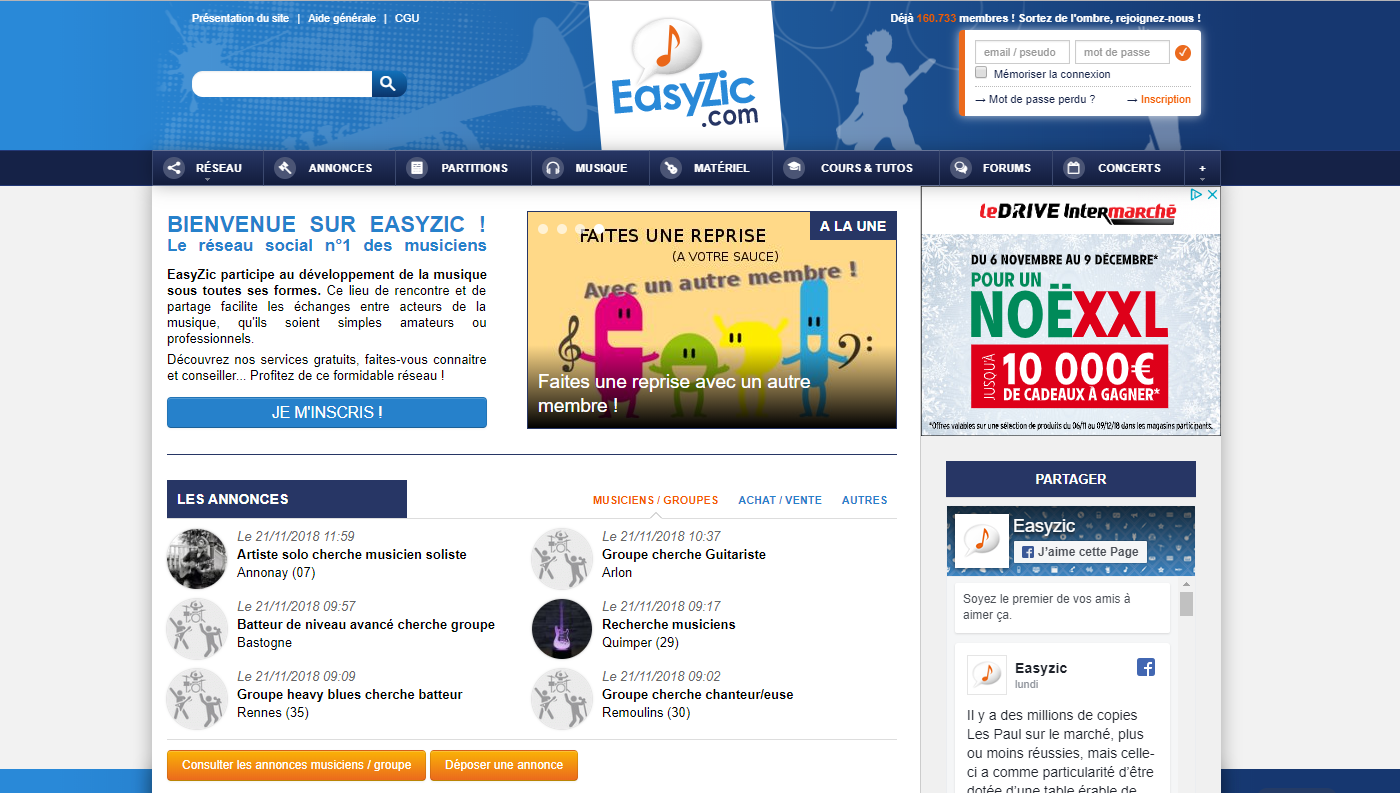 Présentation du site | Aide générale | CGU
Déjà 160.733 membres ! Sortez de l'ombre, rejoignez-nous !
email / pseudo
mot de passe
Mémoriser la connexion
→ Mot de passe perdu ?
→ Inscription
EasyZic
.com
RÉSEAU
ANNONCES
PARTITIONS
MUSIQUE
MATÉRIEL
COURS & TUTOS
FORUMS
CONCERTS
+
BIENVENUE SUR EASYZIC !
Le réseau social n°1 des musiciens
EasyZic participe au développement de la musique
sous toutes ses formes. Ce lieu de rencontre et de
partage facilite les échanges entre acteurs de la
musique, qu'ils soient simples amateurs ou
professionnels.
Découvrez nos services gratuits, faites-vous connaitre
et conseiller... Profitez de ce formidable réseau !
JE M'INSCRIS !
A LA UNE
FAITES UNE REPRISE
(A VOTRE SAUCE)
Avec un autre membre !
Faites une reprise avec un autre
membre !
leDRIVE Intermarché
DU 6 NOVEMBRE AU 9 DÉCEMBRE*
POUR UN
NOËXXL
JUSQU'À
10 000€
DE CADEAUX À GAGNER*
*Offres valables sur une sélection de produits du 06/11 au 09/12/18 dans les magasins participants.
LES ANNONCES
MUSICIENS / GROUPES
ACHAT / VENTE
AUTRES
Le 21/11/2018 11:59
Artiste solo cherche musicien soliste
Annonay (07)
Le 21/11/2018 10:37
Groupe cherche Guitariste
Arlon
Le 21/11/2018 09:57
Batteur de niveau avancé cherche groupe
Bastogne
Le 21/11/2018 09:17
Recherche musiciens
Quimper (29)
Le 21/11/2018 09:09
Groupe heavy blues cherche batteur
Rennes (35)
Le 21/11/2018 09:02
Groupe cherche chanteur/euse
Remoulins (30)
Consulter les annonces musiciens / groupe
Déposer une annonce
PARTAGER
Easyzic
J'aime cette Page
Soyez le premier de vos amis à
aimer ça.
Easyzic
lundi
Il y a des millions de copies
Les Paul sur le marché, plus
ou moins réussies, mais celle-
ci a comme particularité d'être
dotée d'une table érable de